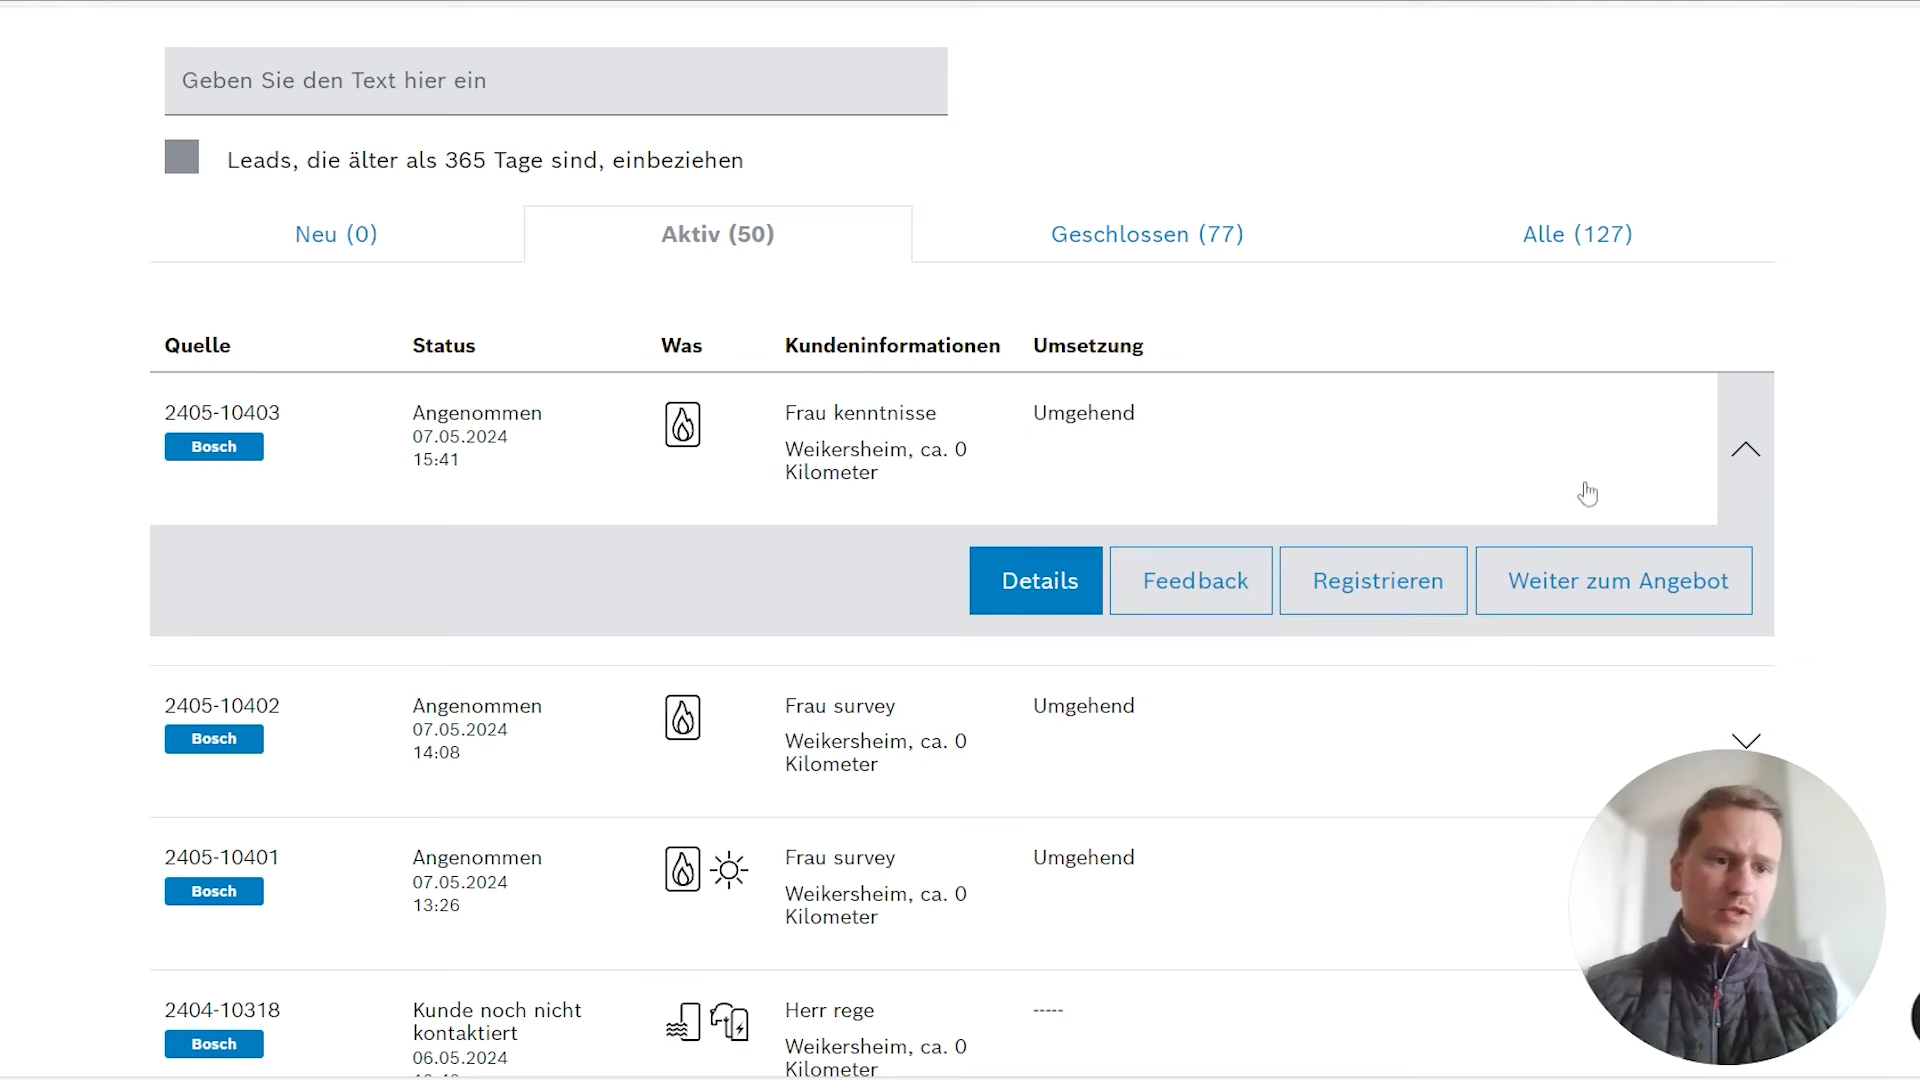 Geben Sie den Text hier ein
Leads, die älter als 365 Tage sind, einbeziehen
Neu (0)
Aktiv (50)
Geschlossen (77)
Alle (127)
Quelle
Status
Was
Kundeninformationen
Umsetzung
2405-10403
Bosch
Angenommen
07.05.2024
15:41
Frau kenntnisse
Weikersheim, ca. 0
Kilometer
Umgehend
Details
Feedback
Registrieren
Weiter zum Angebot
2405-10402
Bosch
Angenommen
07.05.2024
14:08
Frau survey
Weikersheim, ca. 0
Kilometer
Umgehend
2405-10401
Bosch
Angenommen
07.05.2024
13:26
Frau survey
Weikersheim, ca. 0
Kilometer
Umgehend
2404-10318
Bosch
Kunde noch nicht
kontaktiert
06.05.2024
Herr rege
Weikersheim, ca. 0
Kilometer
-----